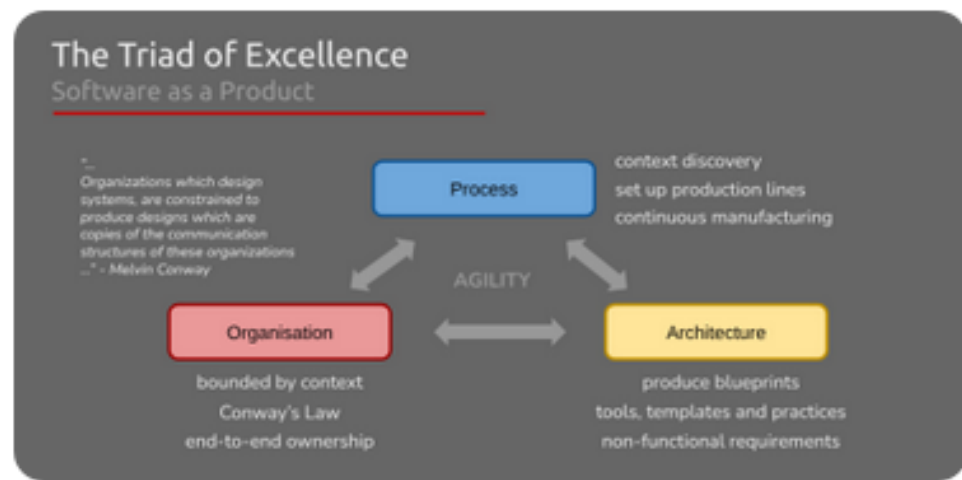 The Triad of Excellence
Software as a Product
"...
Organizations which design
systems, are constrained to
produce designs which are
copies of the communication
structures of these organizations
..." - Melvin Conway
Process
context discovery
set up production lines
continuous manufacturing
AGILITY
Organisation
bounded by context
Conway's Law
end-to-end ownership
Architecture
produce blueprints
tools, templates and practices
non-functional requirements